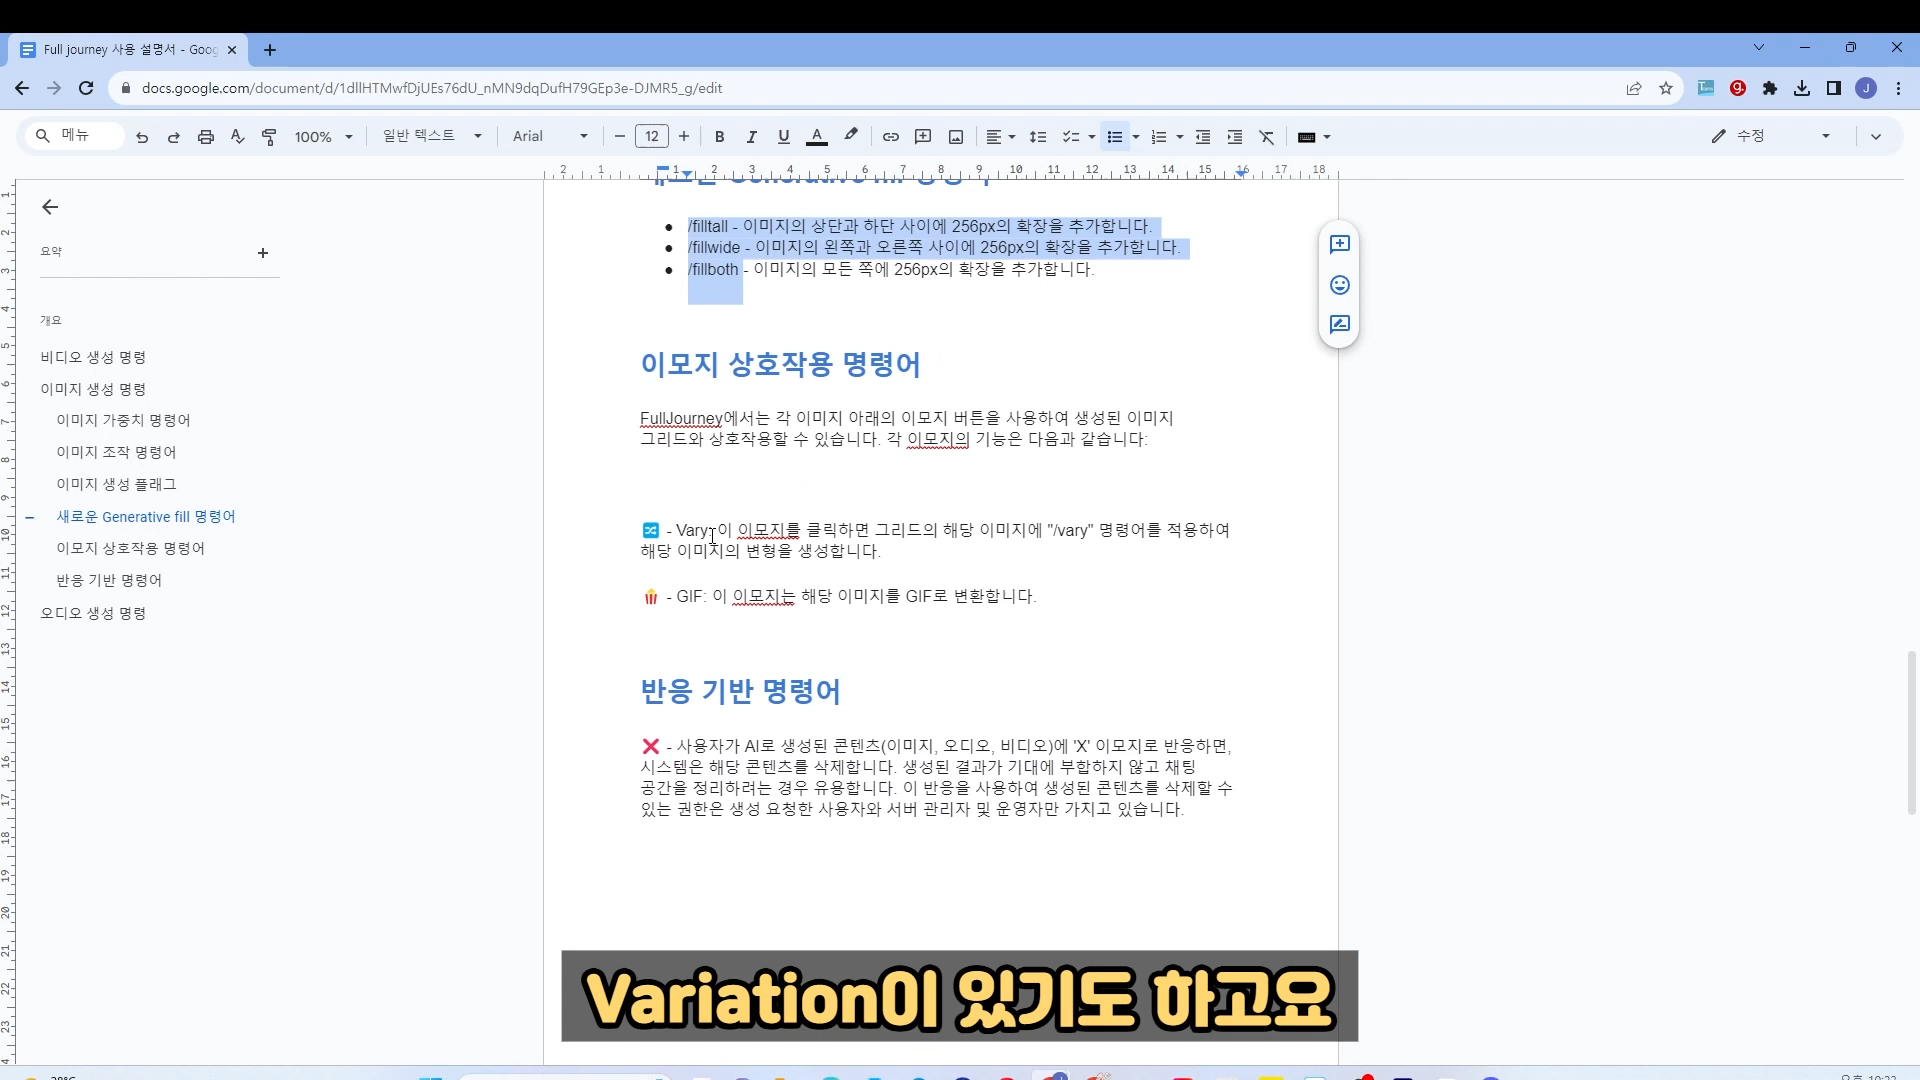 Full journey 사용 설명서 - Goog
docs.google.com/document/d/1dllHTMwfDjUEs76dU_nMN9dqDufH79GEp3e-DJMR5_g/edit
J
메뉴 100% 일반 텍스트 Arial 12 B I U A 수정
2 1 1 2 3 4 5 6 7 8 9 10 11 12 13 14 15 16 17 18
요약
개요
비디오 생성 명령
이미지 생성 명령
이미지 가중치 명령어
이미지 조작 명령어
이미지 생성 플래그
새로운 Generative fill 명령어
이모지 상호작용 명령어
반응 기반 명령어
오디오 생성 명령
/filltall - 이미지의 상단과 하단 사이에 256px의 확장을 추가합니다.
/fillwide - 이미지의 왼쪽과 오른쪽 사이에 256px의 확장을 추가합니다.
/fillboth - 이미지의 모든 쪽에 256px의 확장을 추가합니다.
이모지 상호작용 명령어
FullJourney에서는 각 이미지 아래의 이모지 버튼을 사용하여 생성된 이미지
그리드와 상호작용할 수 있습니다. 각 이모지의 기능은 다음과 같습니다:
🔀 - Vary: 이 이모지를 클릭하면 그리드의 해당 이미지에 "/vary" 명령어를 적용하여
해당 이미지의 변형을 생성합니다.
🍿 - GIF: 이 이모지는 해당 이미지를 GIF로 변환합니다.
반응 기반 명령어
❌ - 사용자가 AI로 생성된 콘텐츠(이미지, 오디오, 비디오)에 'X' 이모지로 반응하면,
시스템은 해당 콘텐츠를 삭제합니다. 생성된 결과가 기대에 부합하지 않고 채팅
공간을 정리하려는 경우 유용합니다. 이 반응을 사용하여 생성된 콘텐츠를 삭제할 수
있는 권한은 생성 요청한 사용자와 서버 관리자 및 운영자만 가지고 있습니다.
Variation이 있기도 하고요